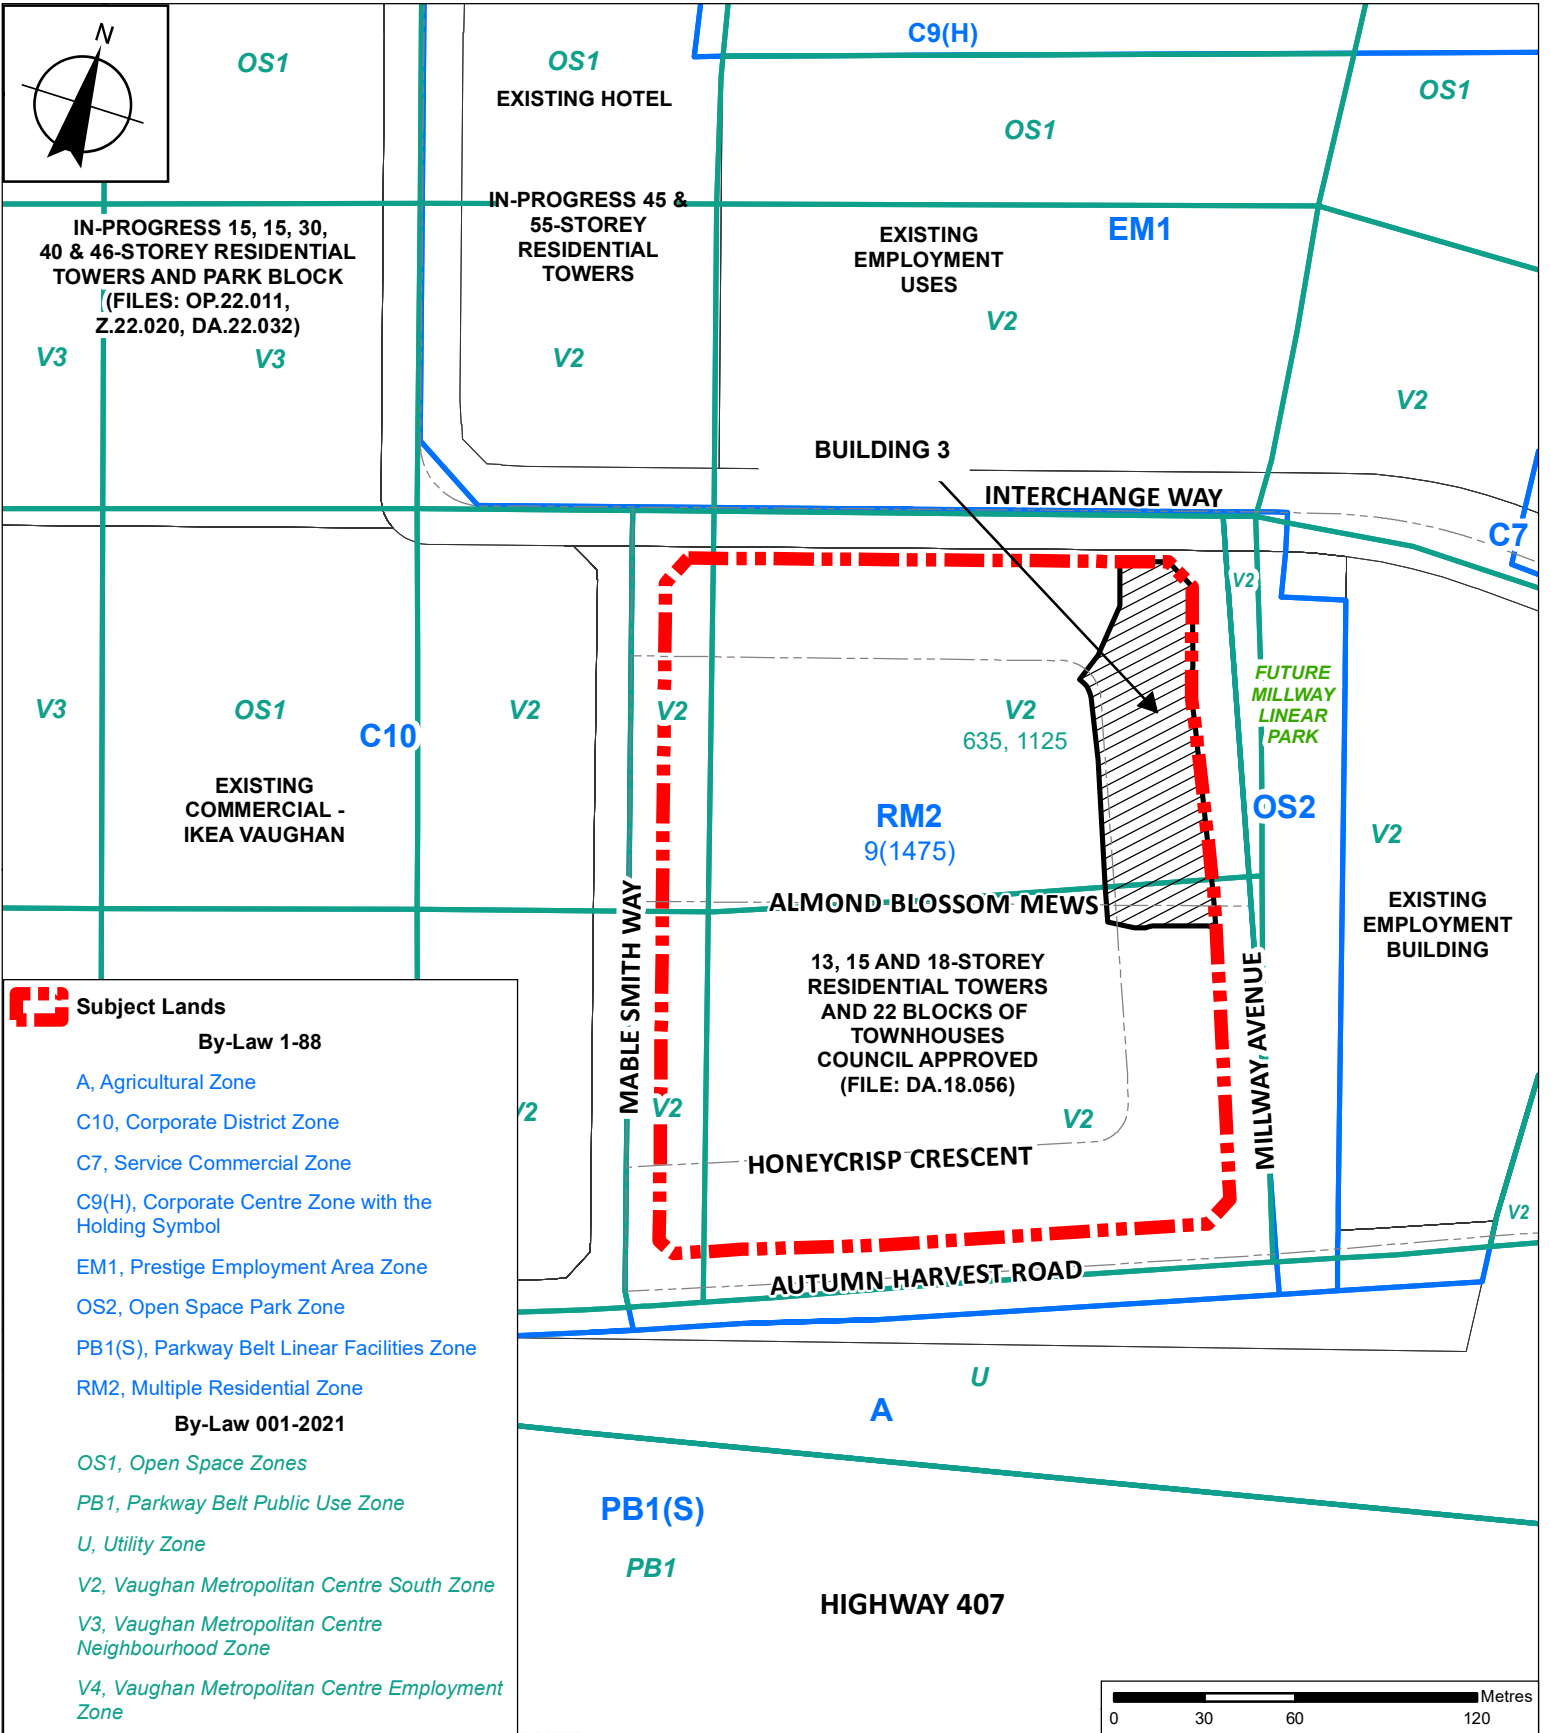 N
OS1
OS1
EXISTING HOTEL
C9(H)
OS1
OS1
IN-PROGRESS 15, 15, 30,
40 & 46-STOREY RESIDENTIAL
TOWERS AND PARK BLOCK
(FILES: OP.22.011,
Z.22.020, DA.22.032)
IN-PROGRESS 45 &
55-STOREY
RESIDENTIAL
TOWERS
EXISTING
EMPLOYMENT
USES
EM1
V3
V3
V2
V2
V2
BUILDING 3
INTERCHANGE WAY
C7
V2
FUTURE
MILLWAY
LINEAR
PARK
V3
OS1
C10
V2
V2
V2
635, 1125
EXISTING
COMMERCIAL -
IKEA VAUGHAN
RM2
9(1475)
OS2
V2
ALMOND BLOSSOM MEWS
EXISTING
EMPLOYMENT
BUILDING
MABLE SMITH WAY
13, 15 AND 18-STOREY
RESIDENTIAL TOWERS
AND 22 BLOCKS OF
TOWNHOUSES
COUNCIL APPROVED
(FILE: DA.18.056)
MILLWAY AVENUE
V2
V2
V2
HONEYCRISP CRESCENT
V2
AUTUMN HARVEST ROAD
U
A
PB1(S)
PB1
HIGHWAY 407
Subject Lands
By-Law 1-88
A, Agricultural Zone
C10, Corporate District Zone
C7, Service Commercial Zone
C9(H), Corporate Centre Zone with the
Holding Symbol
EM1, Prestige Employment Area Zone
OS2, Open Space Park Zone
PB1(S), Parkway Belt Linear Facilities Zone
RM2, Multiple Residential Zone
By-Law 001-2021
OS1, Open Space Zones
PB1, Parkway Belt Public Use Zone
U, Utility Zone
V2, Vaughan Metropolitan Centre South Zone
V3, Vaughan Metropolitan Centre
Neighbourhood Zone
V4, Vaughan Metropolitan Centre Employment
Zone
Metres
0 30 60 120